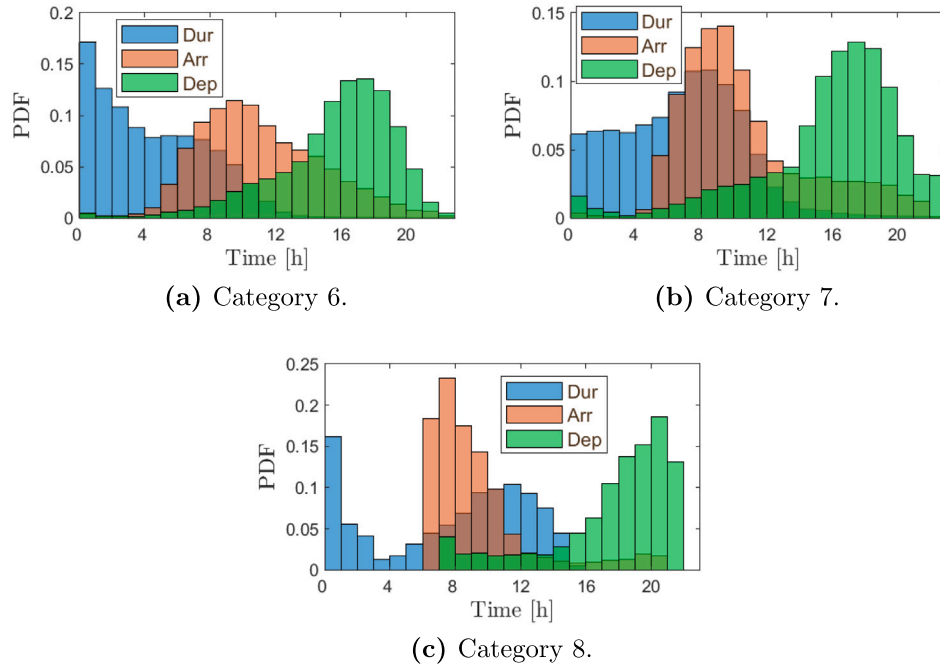 0.2
0.15
0.1
0.05
0
PDF
Dur
Arr
Dep
0 4 8 12 16 20
Time [h]
(a) Category 6.
0.15
0.1
0.05
0
PDF
Dur
Arr
Dep
0 4 8 12 16 20
Time [h]
(b) Category 7.
0.25
0.2
0.15
0.1
0.05
0
PDF
Dur
Arr
Dep
0 4 8 12 16 20
Time [h]
(c) Category 8.